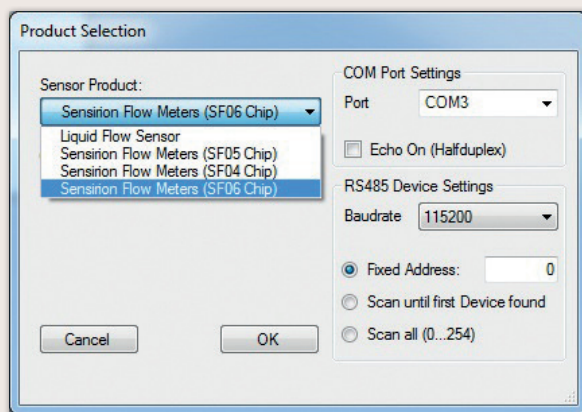 Product Selection
Sensor Product:
Sensirion Flow Meters (SF06 Chip)
Liquid Flow Sensor
Sensirion Flow Meters (SF05 Chip)
Sensirion Flow Meters (SF04 Chip)
Sensirion Flow Meters (SF06 Chip)
Cancel
OK
COM Port Settings
Port
COM3
Echo On (Halfduplex)
RS485 Device Settings
Baudrate
115200
Fixed Address:
0
Scan until first Device found
Scan all (0...254)